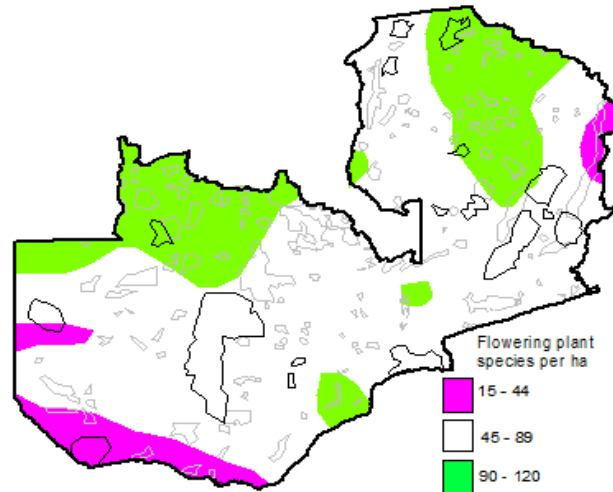 Flowering plant
species per ha
15 - 44
45 - 89
90 - 120